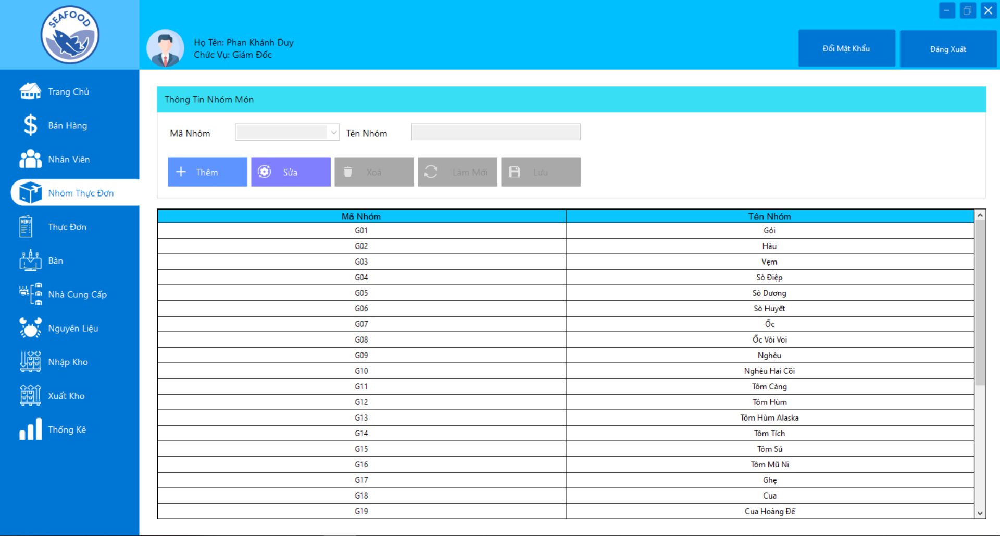 SEAFOOD
Họ Tên: Phan Khánh Duy
Chức Vụ: Giám Đốc
Đổi Mật Khẩu
Đăng Xuất
Trang Chủ
Bán Hàng
Nhân Viên
Nhóm Thực Đơn
MENU
Thực Đơn
Bàn
Nhà Cung Cấp
Nguyên Liệu
Nhập Kho
Xuất Kho
Thống Kê
Thông Tin Nhóm Món
Mã Nhóm
Tên Nhóm
Thêm
Sửa
Xoá
Làm Mới
Lưu
Mã Nhóm Tên Nhóm
G01 Gỏi
G02 Hàu
G03 Vẹm
G04 Sò Điệp
G05 Sò Dương
G06 Sò Huyết
G07 Ốc
G08 Ốc Vòi Voi
G09 Nghêu
G10 Nghêu Hai Cồi
G11 Tôm Càng
G12 Tôm Hùm
G13 Tôm Hùm Alaska
G14 Tôm Tích
G15 Tôm Sú
G16 Tôm Mũ Ni
G17 Ghẹ
G18 Cua
G19 Cua Hoàng Đế